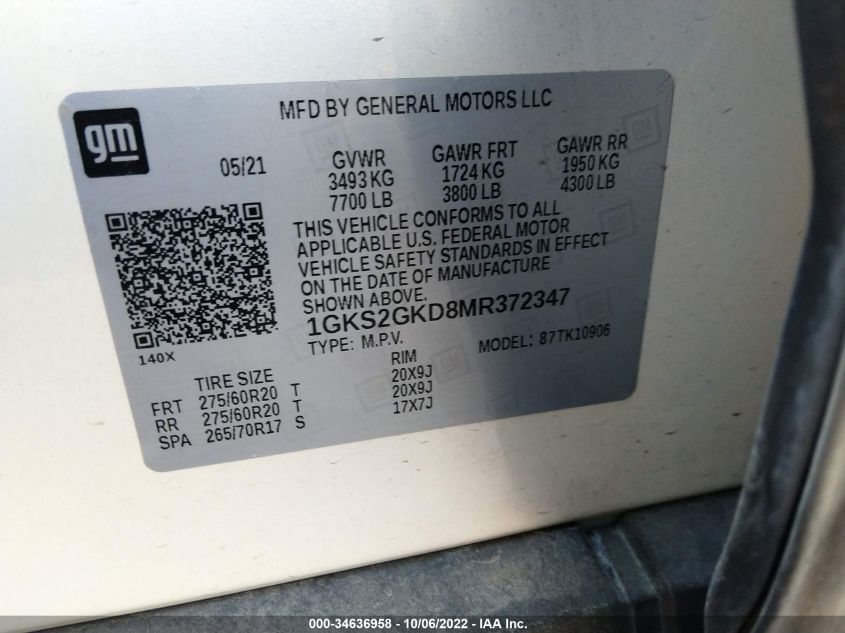 MFD BY GENERAL MOTORS LLC
gm
05/21
GVWR GAWR FRT GAWR RR
3493 KG 1724 KG 1950 KG
7700 LB 3800 LB 4300 LB
THIS VEHICLE CONFORMS TO ALL
APPLICABLE U.S. FEDERAL MOTOR
VEHICLE SAFETY STANDARDS IN EFFECT
ON THE DATE OF MANUFACTURE
SHOWN ABOVE.
1GKS2GKD8MR372347
TYPE: M.P.V. MODEL: 87TK10906
140X
TIRE SIZE RIM
FRT 275/60R20 T 20X9J
RR 275/60R20 T 20X9J
SPA 265/70R17 S 17X7J
000-34636958 - 10/06/2022 - IAA Inc.